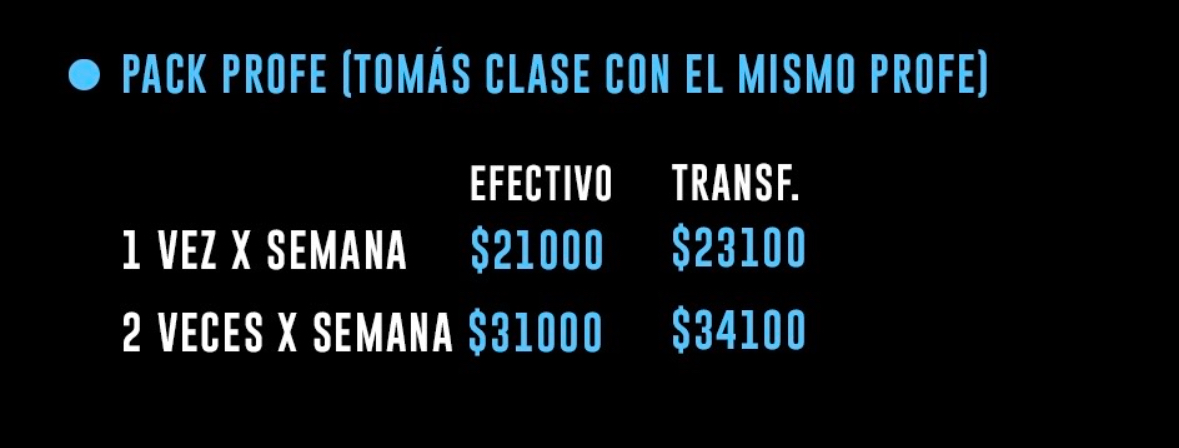 PACK PROFE (TOMÁS CLASE CON EL MISMO PROFE)
EFECTIVO TRANSF.
1 VEZ X SEMANA $21000 $23100
2 VECES X SEMANA $31000 $34100